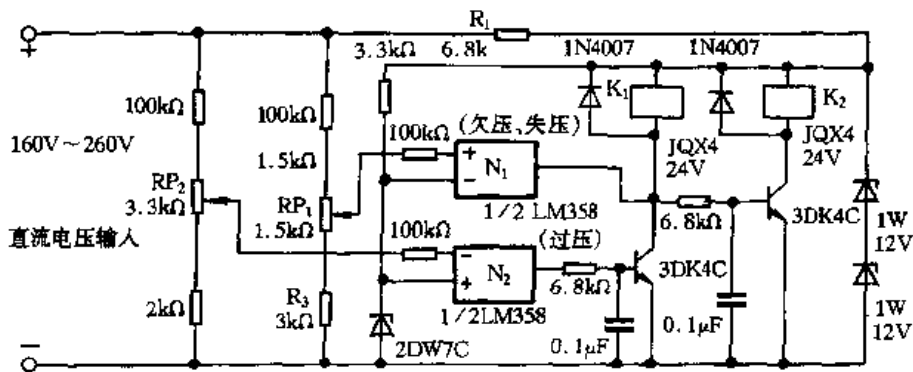 R₁
3.3kΩ
6.8k
1N4007
1N4007
100kΩ
100kΩ
K₁
K₂
160V～260V
100kΩ
(欠压、失压)
JQX4
24V
JQX4
24V
1.5kΩ
+
−
N₁
1/2 LM358
RP₂
3.3kΩ
RP₁
1.5kΩ
6.8kΩ
3DK4C
1W
12V
直流电压输入
100kΩ
(过压)
−
+
N₂
1/2LM358
6.8kΩ
3DK4C
2kΩ
R₃
3kΩ
2DW7C
0.1μF
0.1μF
1W
12V
+
−